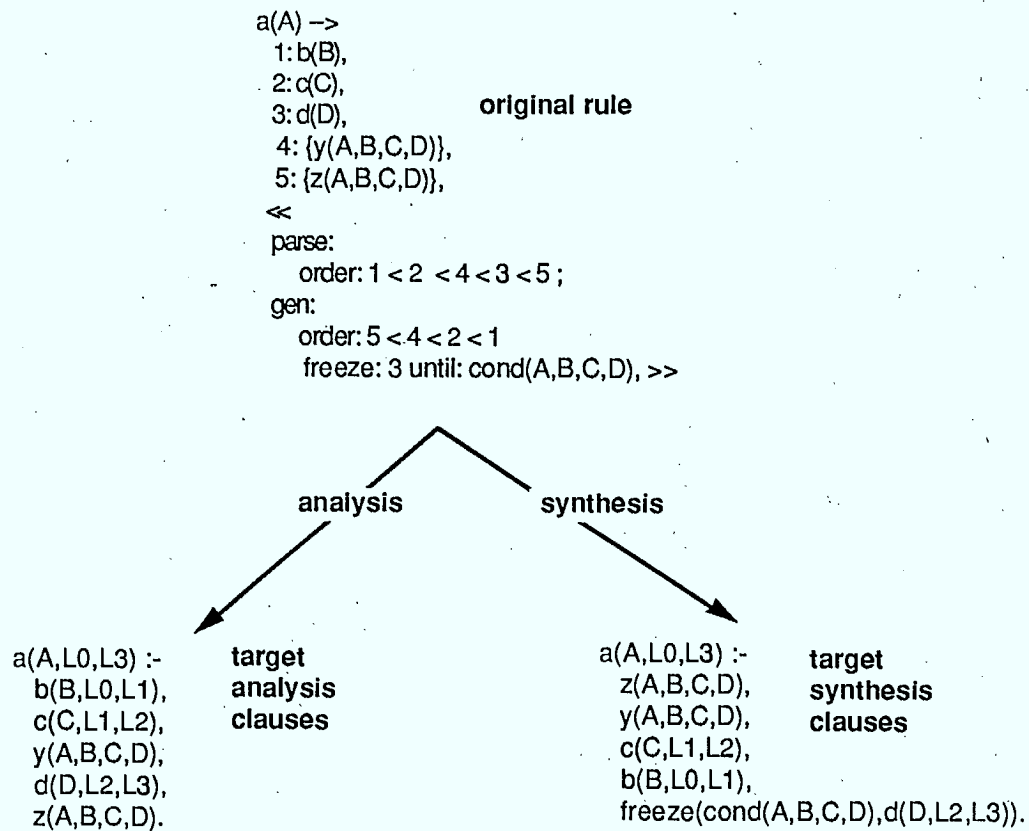 a(A) –>
1: b(B),
2: c(C),
3: d(D),
original rule
4: {y(A,B,C,D)},
5: {z(A,B,C,D)},
<<
parse:
order: 1 < 2 < 4 < 3 < 5 ;
gen:
order: 5 < 4 < 2 < 1
freeze: 3 until: cond(A,B,C,D), >>
analysis
synthesis
a(A,L0,L3) :-
b(B,L0,L1),
c(C,L1,L2),
y(A,B,C,D),
d(D,L2,L3),
z(A,B,C,D).
target
analysis
clauses
a(A,L0,L3) :-
z(A,B,C,D),
y(A,B,C,D),
c(C,L1,L2),
b(B,L0,L1),
freeze(cond(A,B,C,D),d(D,L2,L3)).
target
synthesis
clauses